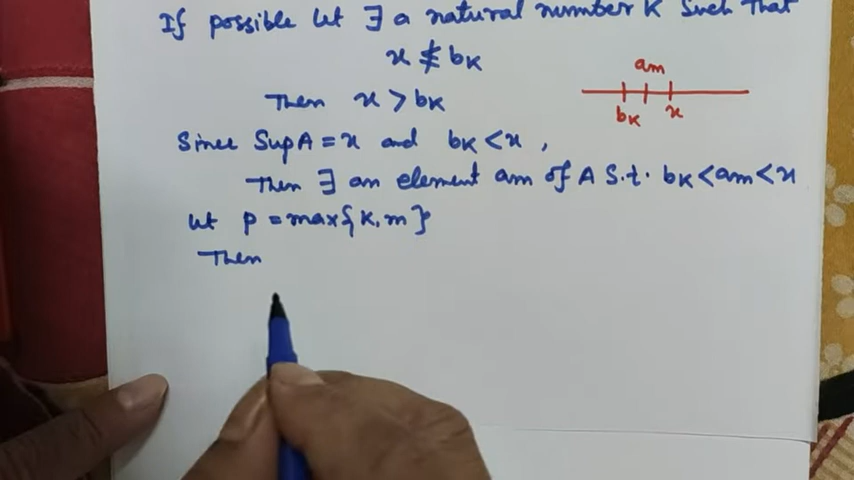 If possible let ∃ a natural number K such that
x ≰ bK
Then x > bK
am
bK x
Since SupA = x and bK < x ,
Then ∃ an element am of A S.t. bK < am < x
let p = max{K, m}
Then